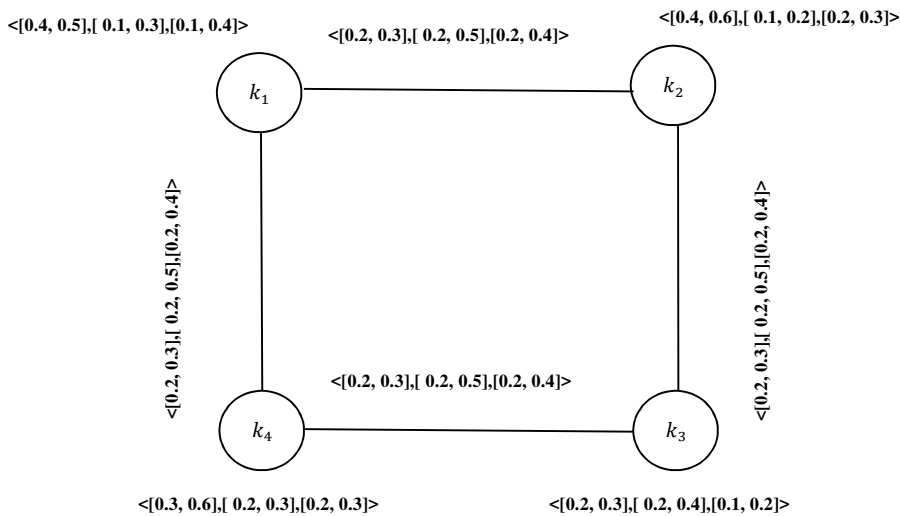 <[0.4, 0.5],[ 0.1, 0.3],[0.1, 0.4]>
<[0.4, 0.6],[ 0.1, 0.2],[0.2, 0.3]>
<[0.2, 0.3],[ 0.2, 0.5],[0.2, 0.4]>
k₁
k₂
<[0.2, 0.3],[ 0.2, 0.5],[0.2, 0.4]>
<[0.2, 0.3],[ 0.2, 0.5],[0.2, 0.4]>
<[0.2, 0.3],[ 0.2, 0.5],[0.2, 0.4]>
k₄
k₃
<[0.3, 0.6],[ 0.2, 0.3],[0.2, 0.3]>
<[0.2, 0.3],[ 0.2, 0.4],[0.1, 0.2]>